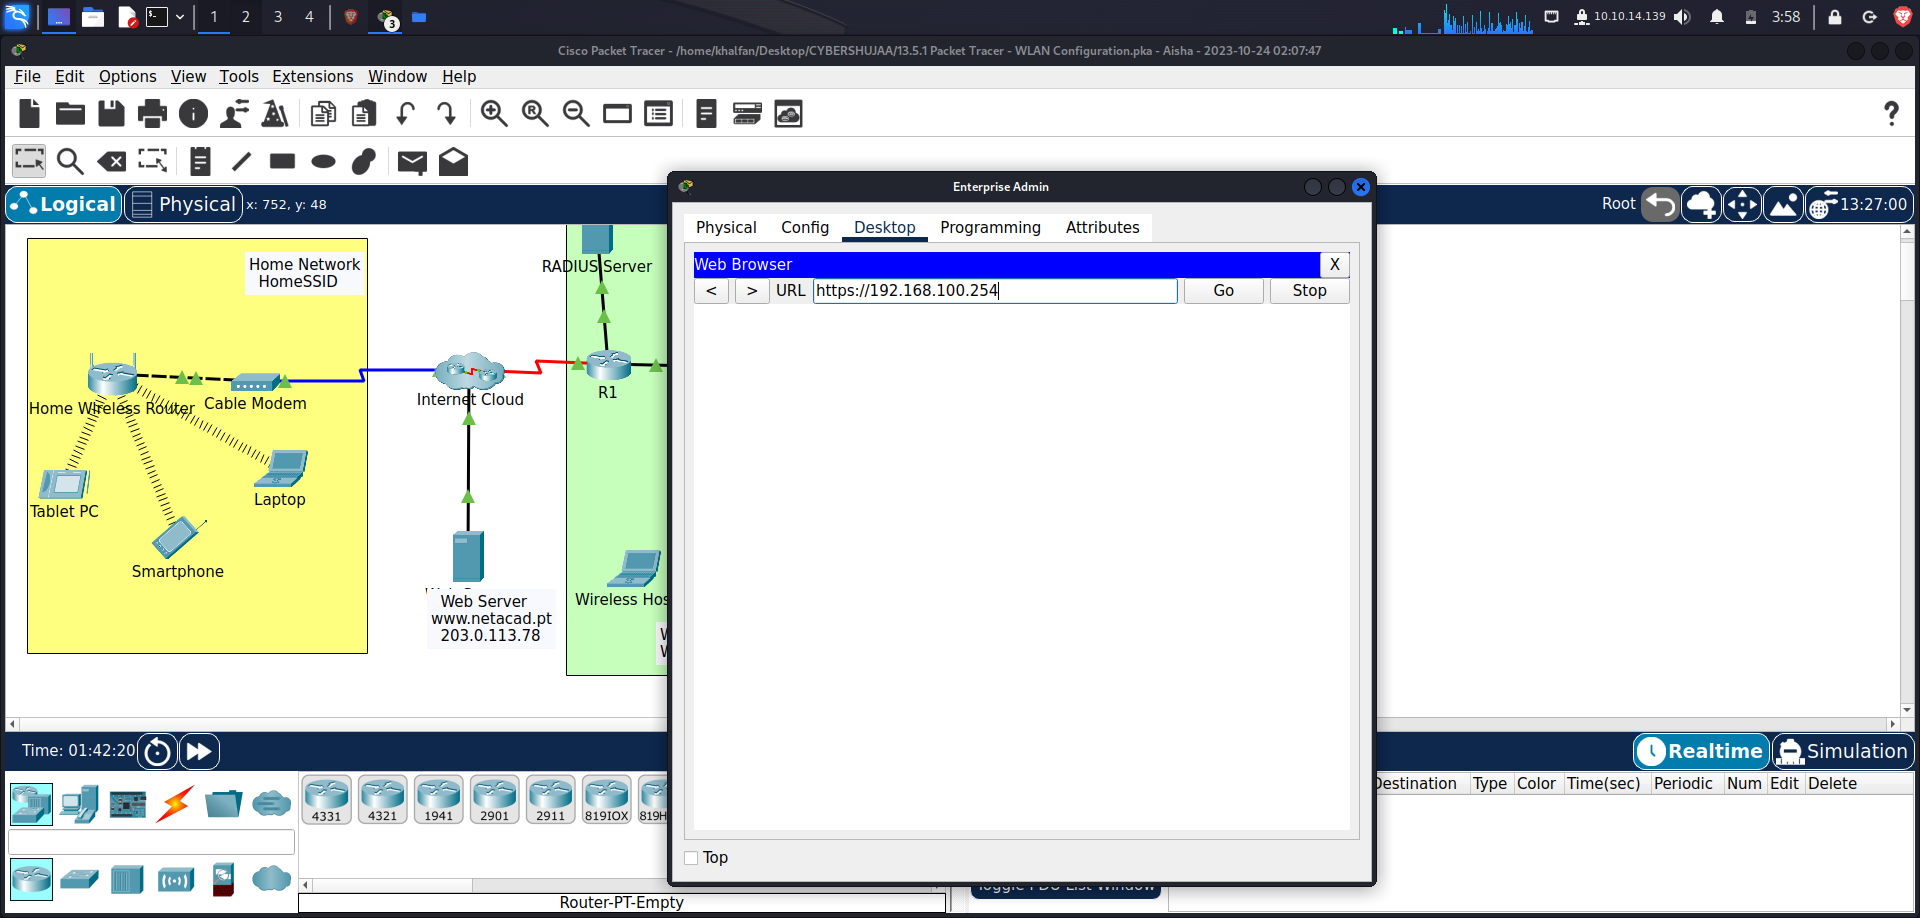 1 2 3 4 3 10.10.14.139 3:58
Cisco Packet Tracer - /home/khalfan/Desktop/CYBERSHUJAA/13.5.1 Packet Tracer - WLAN Configuration.pka - Aisha - 2023-10-24 02:07:47
File Edit Options View Tools Extensions Window Help
Logical Physical x: 752, y: 48
Root 13:27:00
Enterprise Admin
Physical Config Desktop Programming Attributes
Web Browser X
< > URL https://192.168.100.254 Go Stop
Top
Home Network
HomeSSID
RADIUS Server
Home Wireless Router
Cable Modem
Internet Cloud
R1
Tablet PC
Laptop
Smartphone
Wireless Hos
Web Server
www.netacad.pt
203.0.113.78
Time: 01:42:20
Realtime Simulation
4331 4321 1941 2901 2911 819IOX 819H
Destination Type Color Time(sec) Periodic Num Edit Delete
Router-PT-Empty
Toggle PDU List Window